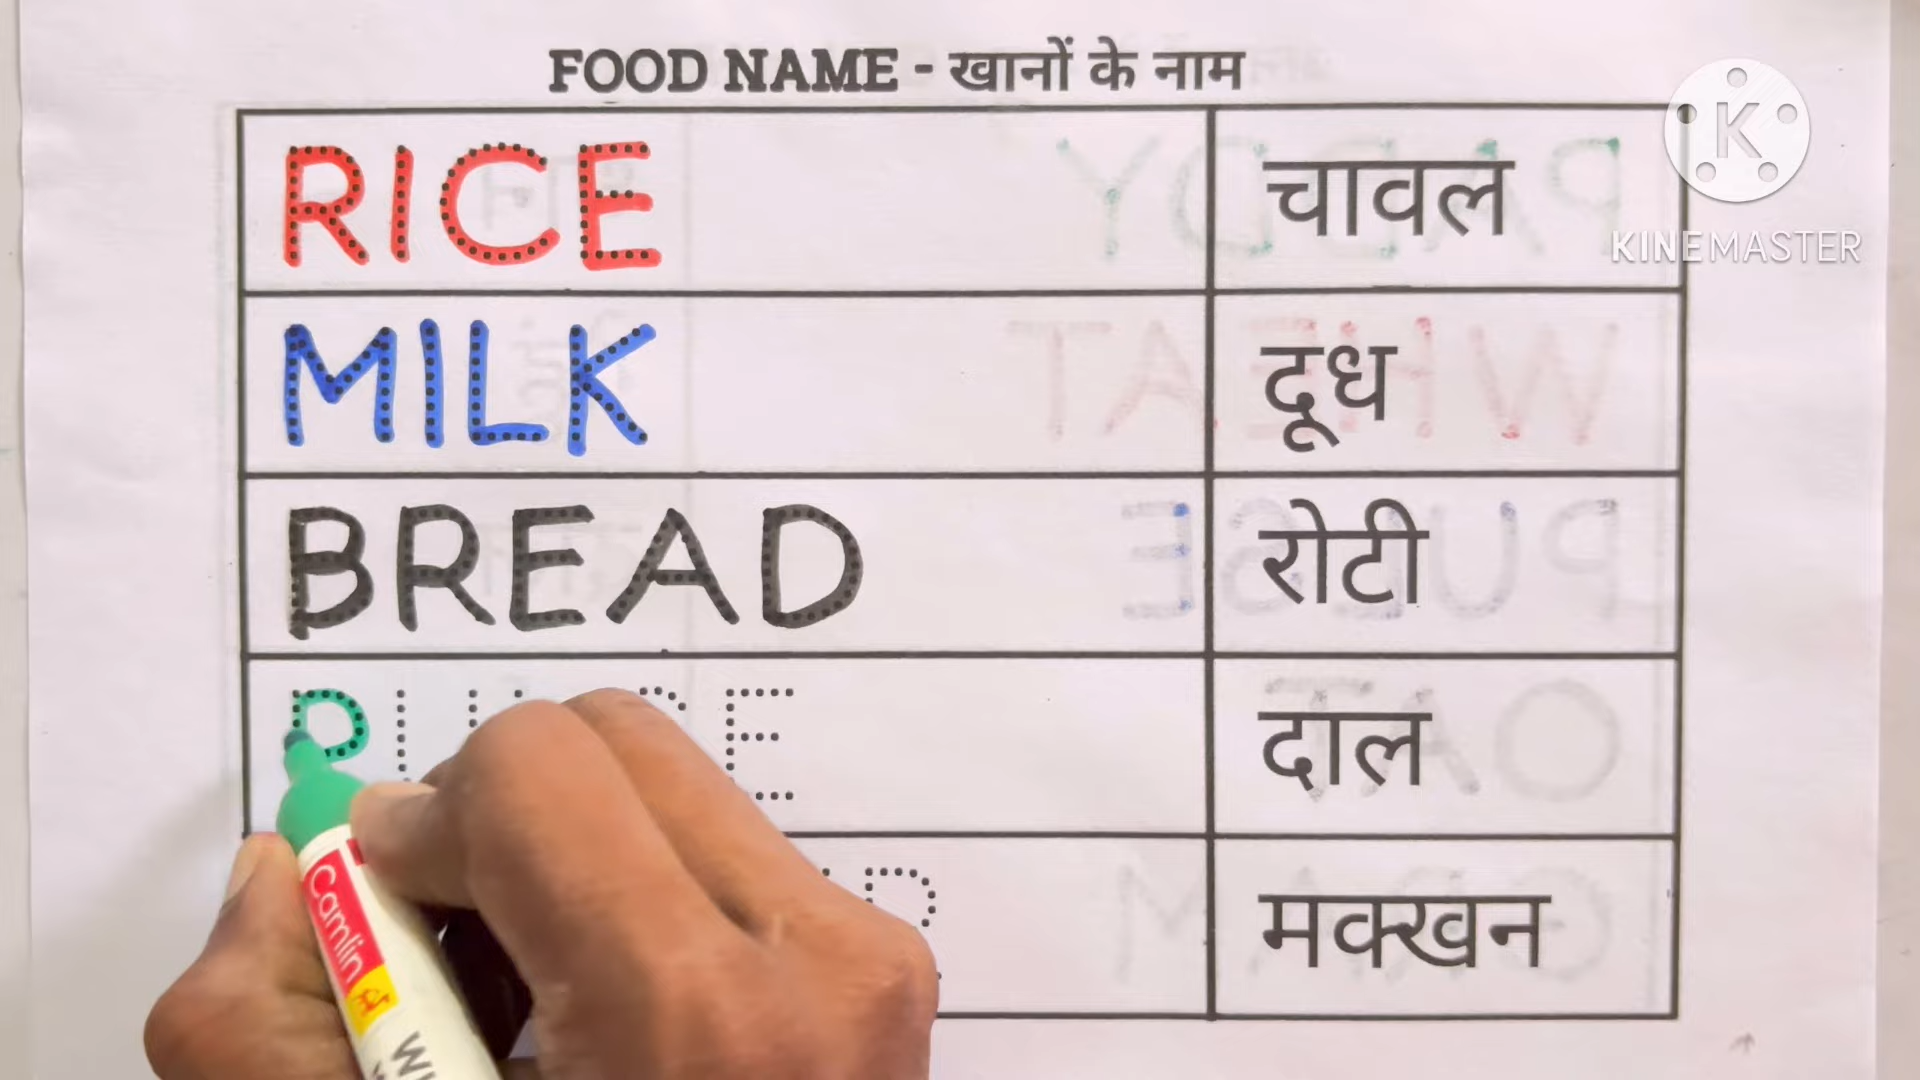 FOOD NAME - खानों के नाम
RICE चावल
MILK दूध
BREAD रोटी
दाल
मक्खन
Camlin
K
KINEMASTER